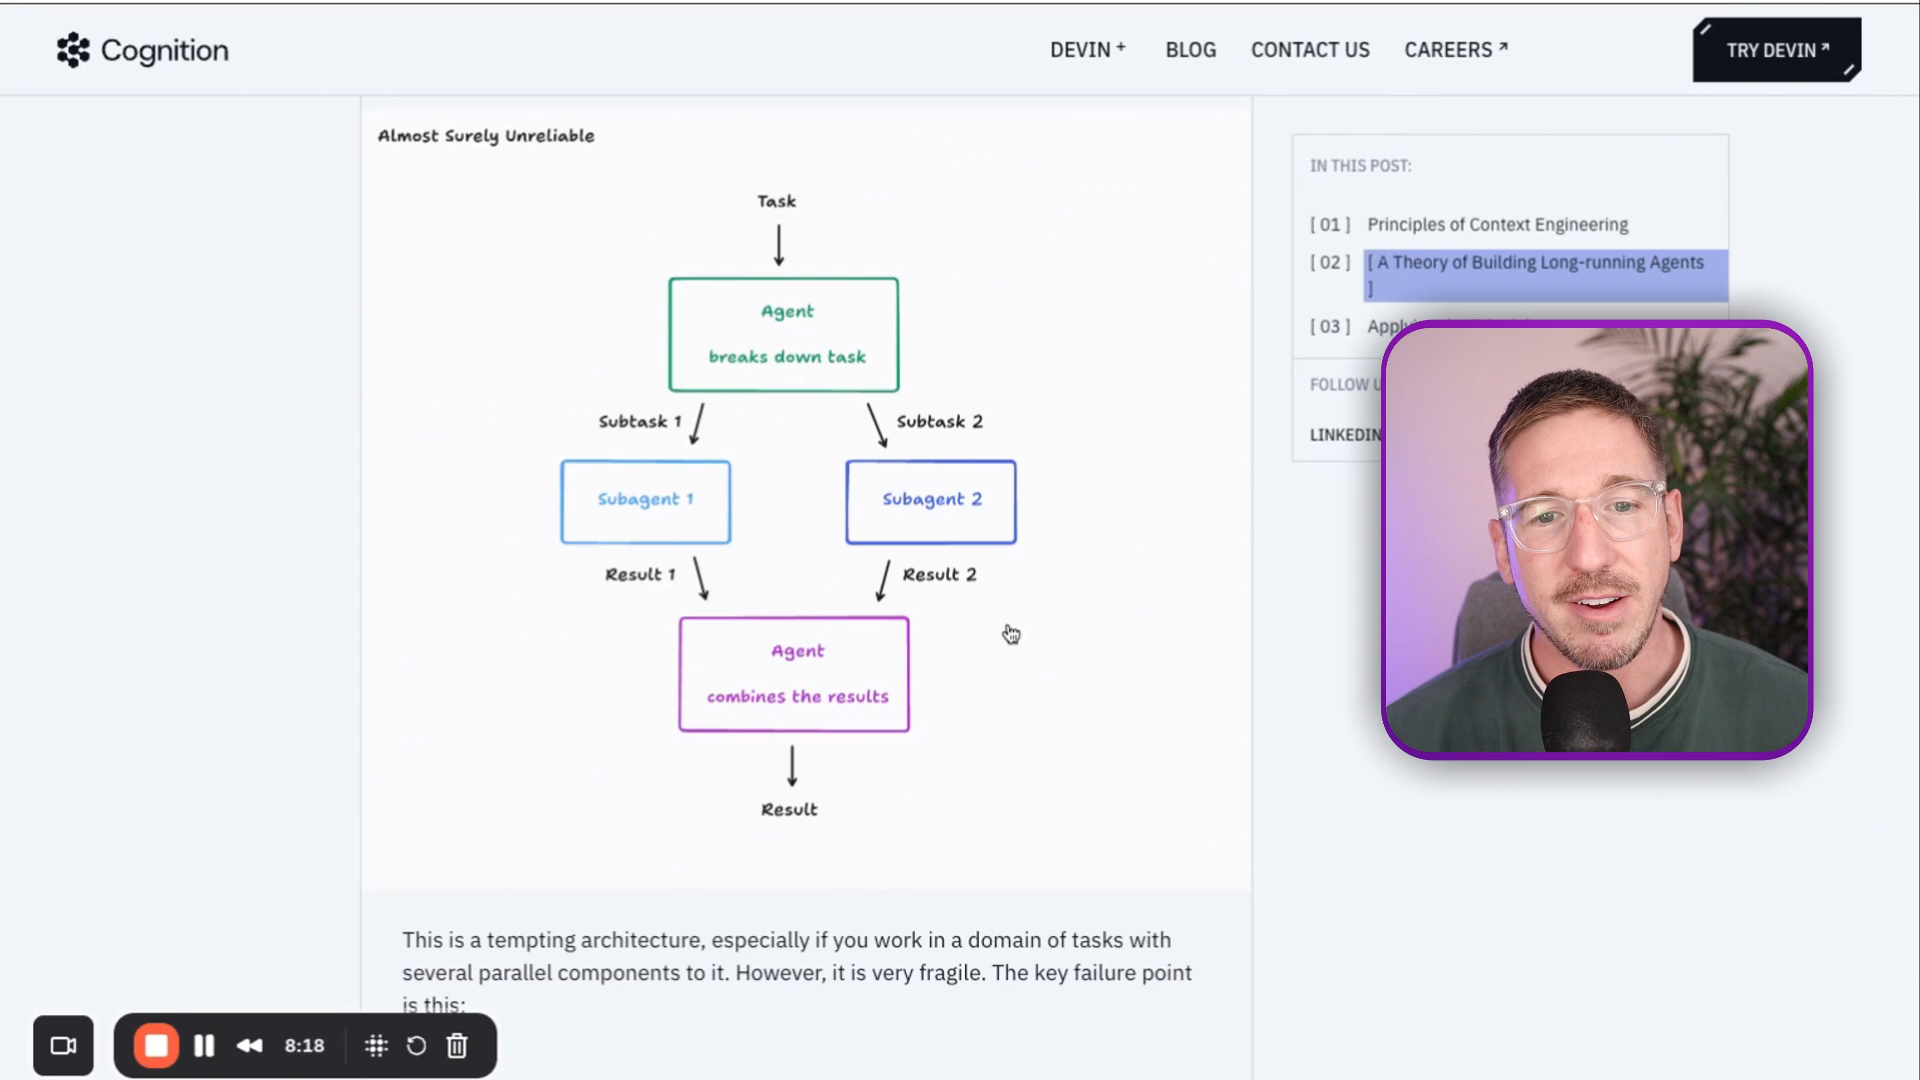 Cognition
DEVIN +
BLOG
CONTACT US
CAREERS ↗
TRY DEVIN ↗
Almost Surely Unreliable
Task
Agent
breaks down task
Subtask 1
Subtask 2
Subagent 1
Subagent 2
Result 1
Result 2
Agent
combines the results
Result
This is a tempting architecture, especially if you work in a domain of tasks with
several parallel components to it. However, it is very fragile. The key failure point
is this:
IN THIS POST:
[ 01 ] Principles of Context Engineering
[ 02 ] [ A Theory of Building Long-running Agents
]
[ 03 ]
FOLLOW
LINKEDIN
8:18